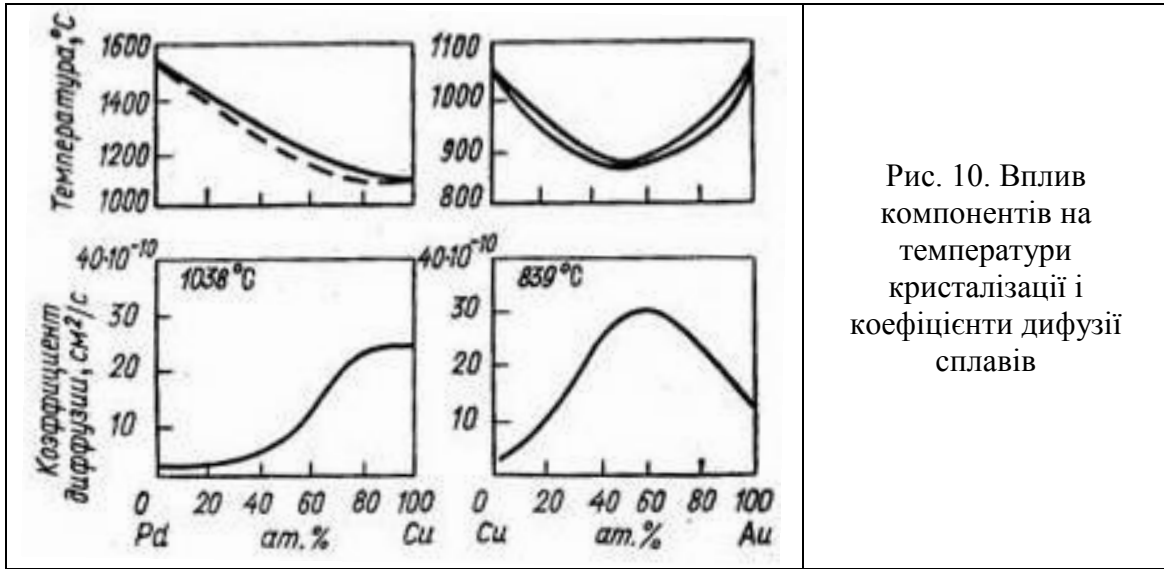 Температура,°С
1600
1400
1200
1000
1100
1000
900
800
Коэффициент
диффузии, см²/с
40·10⁻¹⁰
30
20
10
1038 °С
40·10⁻¹⁰
30
20
10
839 °С
0 20 40 60 80 100
Pd ат.% Cu
0 20 40 60 80 100
Cu ат.% Au
Рис. 10. Вплив
компонентів на
температури
кристалізації і
коефіцієнти дифузії
сплавів